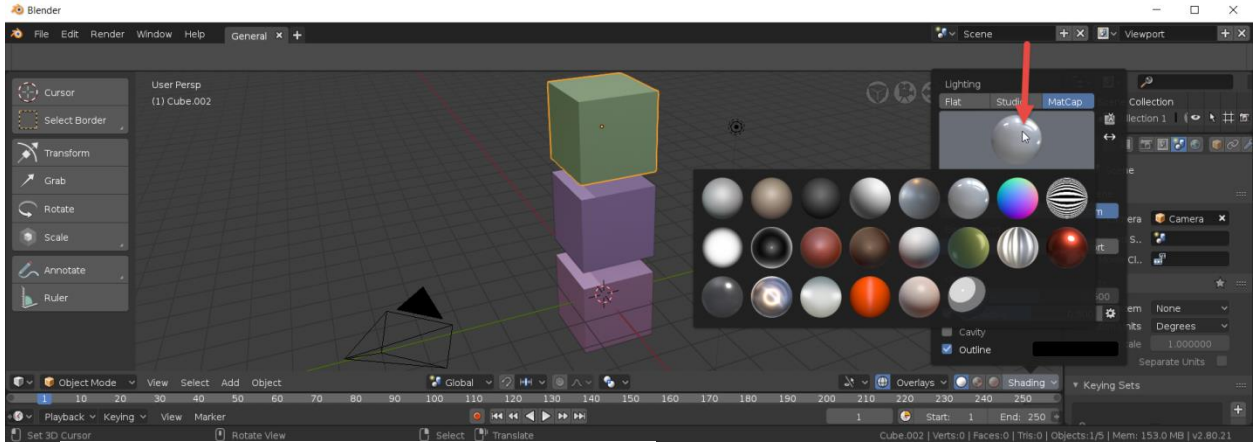 Blender
File Edit Render Window Help General Scene Viewport
Cursor
Select Border
Transform
Grab
Rotate
Scale
Annotate
Ruler
User Persp
(1) Cube.002
Lighting
Flat MatCap
Cavity
Outline
Camera
None
Degrees
1.000000
Separate Units
Keying Sets
Object Mode View Select Add Object Global Overlays Shading
1 10 20 30 40 50 60 70 80 90 100 110 120 130 140 150 160 170 180 190 200 210 220 230 240 250
Playback Keying View Marker 1 Start: 1 End: 250
Set 3D Cursor Rotate View Select Translate Cube.002 | Verts:0 | Faces:0 | Tris:0 | Objects:1/5 | Mem: 153.0 MB | v2.80.21